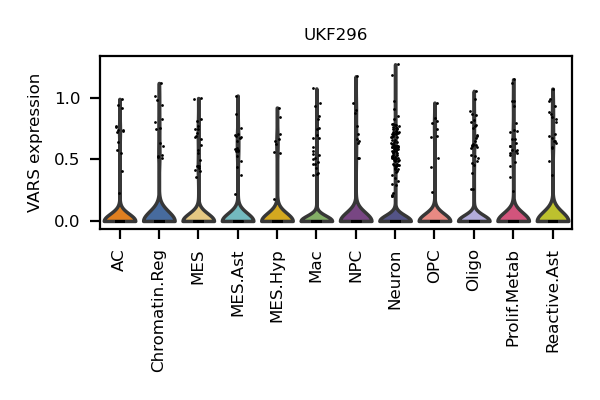 UKF296
VARS expression
1.0
0.5
0.0
AC
Chromatin.Reg
MES
MES.Ast
MES.Hyp
Mac
NPC
Neuron
OPC
Oligo
Prolif.Metab
Reactive.Ast